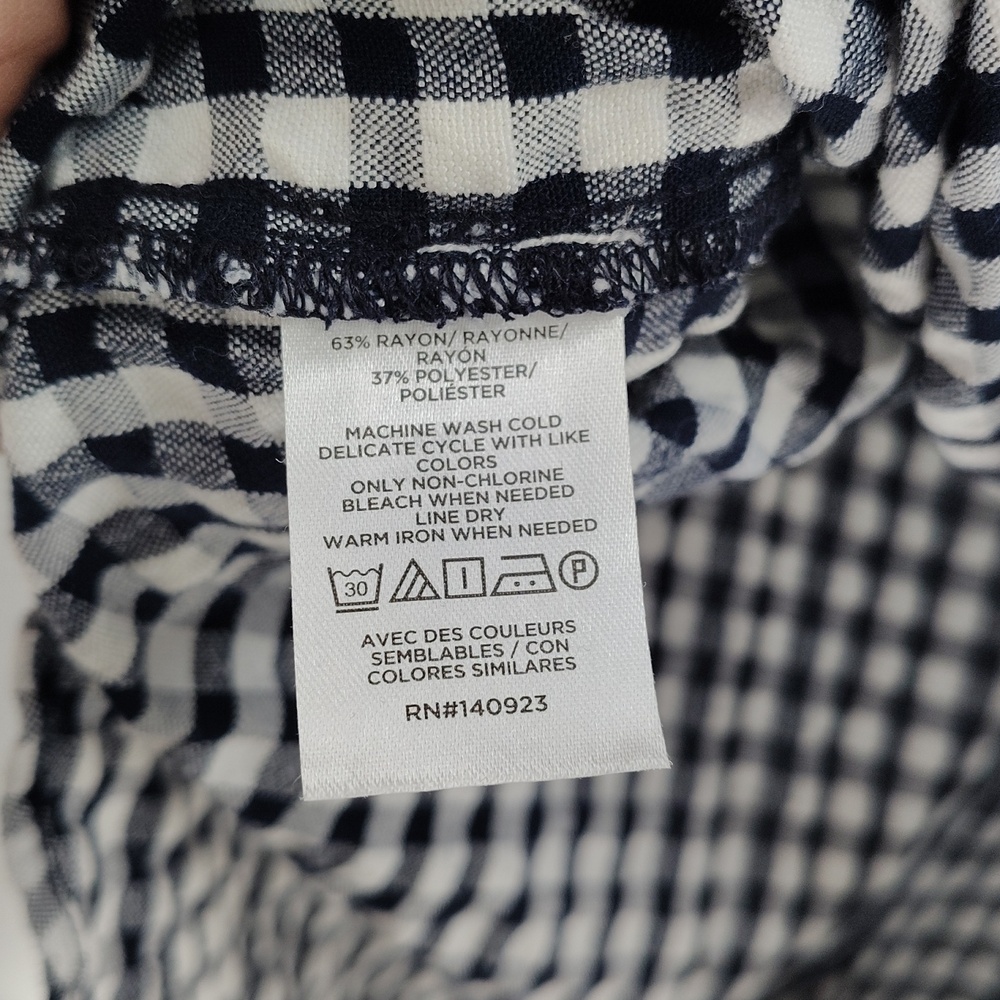 63% RAYON/ RAYONNE/
RAYON
37% POLYESTER/
POLIÉSTER
MACHINE WASH COLD
DELICATE CYCLE WITH LIKE
COLORS
ONLY NON-CHLORINE
BLEACH WHEN NEEDED
LINE DRY
WARM IRON WHEN NEEDED
30 P
AVEC DES COULEURS
SEMBLABLES / CON
COLORES SIMILARES
RN#140923